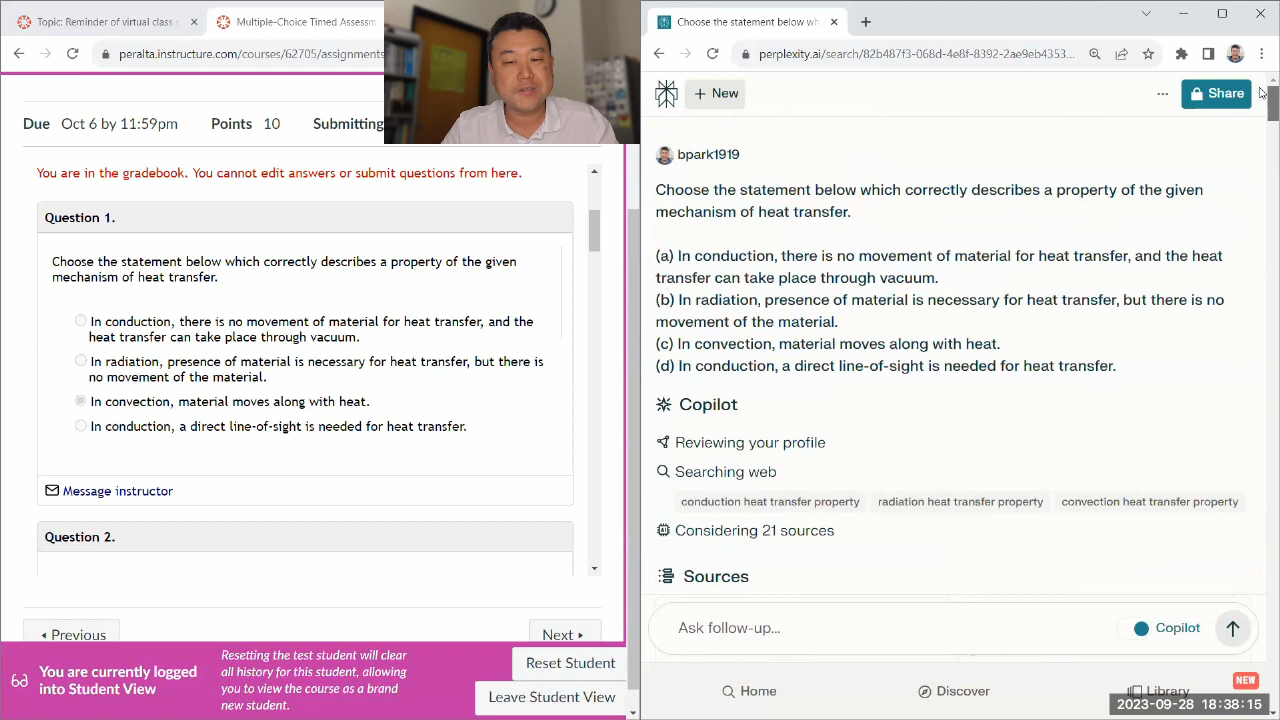 Topic: Reminder of virtual class s
Multiple-Choice Timed Assessm
peralta.instructure.com/courses/62705/assignments
Due Oct 6 by 11:59pm Points 10 Submitting
You are in the gradebook. You cannot edit answers or submit questions from here.
Question 1.
Choose the statement below which correctly describes a property of the given
mechanism of heat transfer.
In conduction, there is no movement of material for heat transfer, and the
heat transfer can take place through vacuum.
In radiation, presence of material is necessary for heat transfer, but there is
no movement of the material.
In convection, material moves along with heat.
In conduction, a direct line-of-sight is needed for heat transfer.
Message instructor
Question 2.
Previous
Next
You are currently logged
into Student View
Resetting the test student will clear
all history for this student, allowing
you to view the course as a brand
new student.
Reset Student
Leave Student View
Choose the statement below wh
perplexity.ai/search/82b487f3-068d-4e8f-8392-2ae9eb4353...
New
Share
bpark1919
Choose the statement below which correctly describes a property of the given
mechanism of heat transfer.
(a) In conduction, there is no movement of material for heat transfer, and the heat
transfer can take place through vacuum.
(b) In radiation, presence of material is necessary for heat transfer, but there is no
movement of the material.
(c) In convection, material moves along with heat.
(d) In conduction, a direct line-of-sight is needed for heat transfer.
Copilot
Reviewing your profile
Searching web
conduction heat transfer property radiation heat transfer property convection heat transfer property
Considering 21 sources
Sources
Ask follow-up...
Copilot
Home
Discover
Library
NEW
2023-09-28 18:38:15